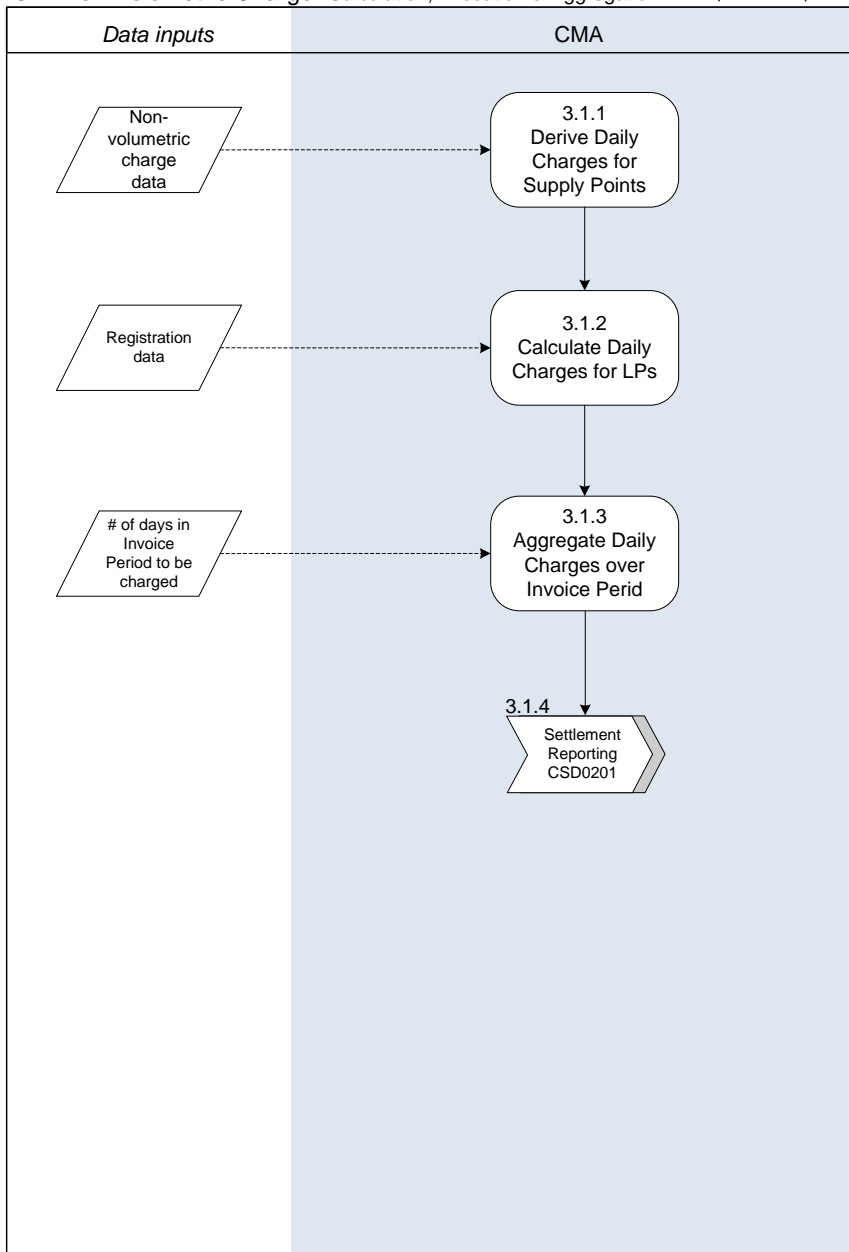 Data inputs
CMA
Non-
volumetric
charge
data
3.1.1
Derive Daily
Charges for
Supply Points
Registration
data
3.1.2
Calculate Daily
Charges for LPs
# of days in
Invoice
Period to be
charged
3.1.3
Aggregate Daily
Charges over
Invoice Perid
3.1.4
Settlement
Reporting
CSD0201